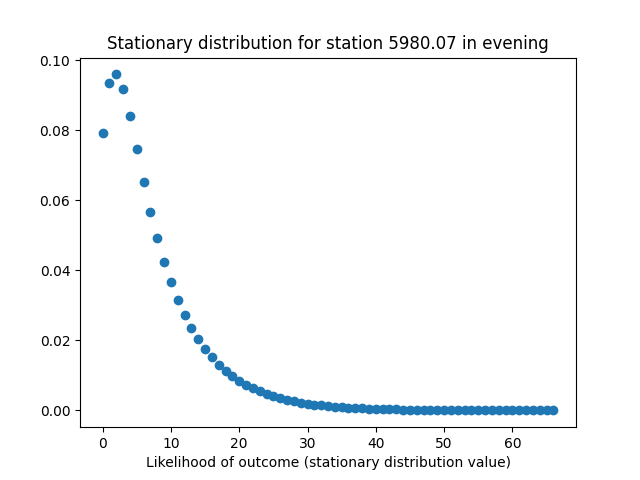 Stationary distribution for station 5980.07 in evening
0.10
0.08
0.06
0.04
0.02
0.00
0 10 20 30 40 50 60
Likelihood of outcome (stationary distribution value)